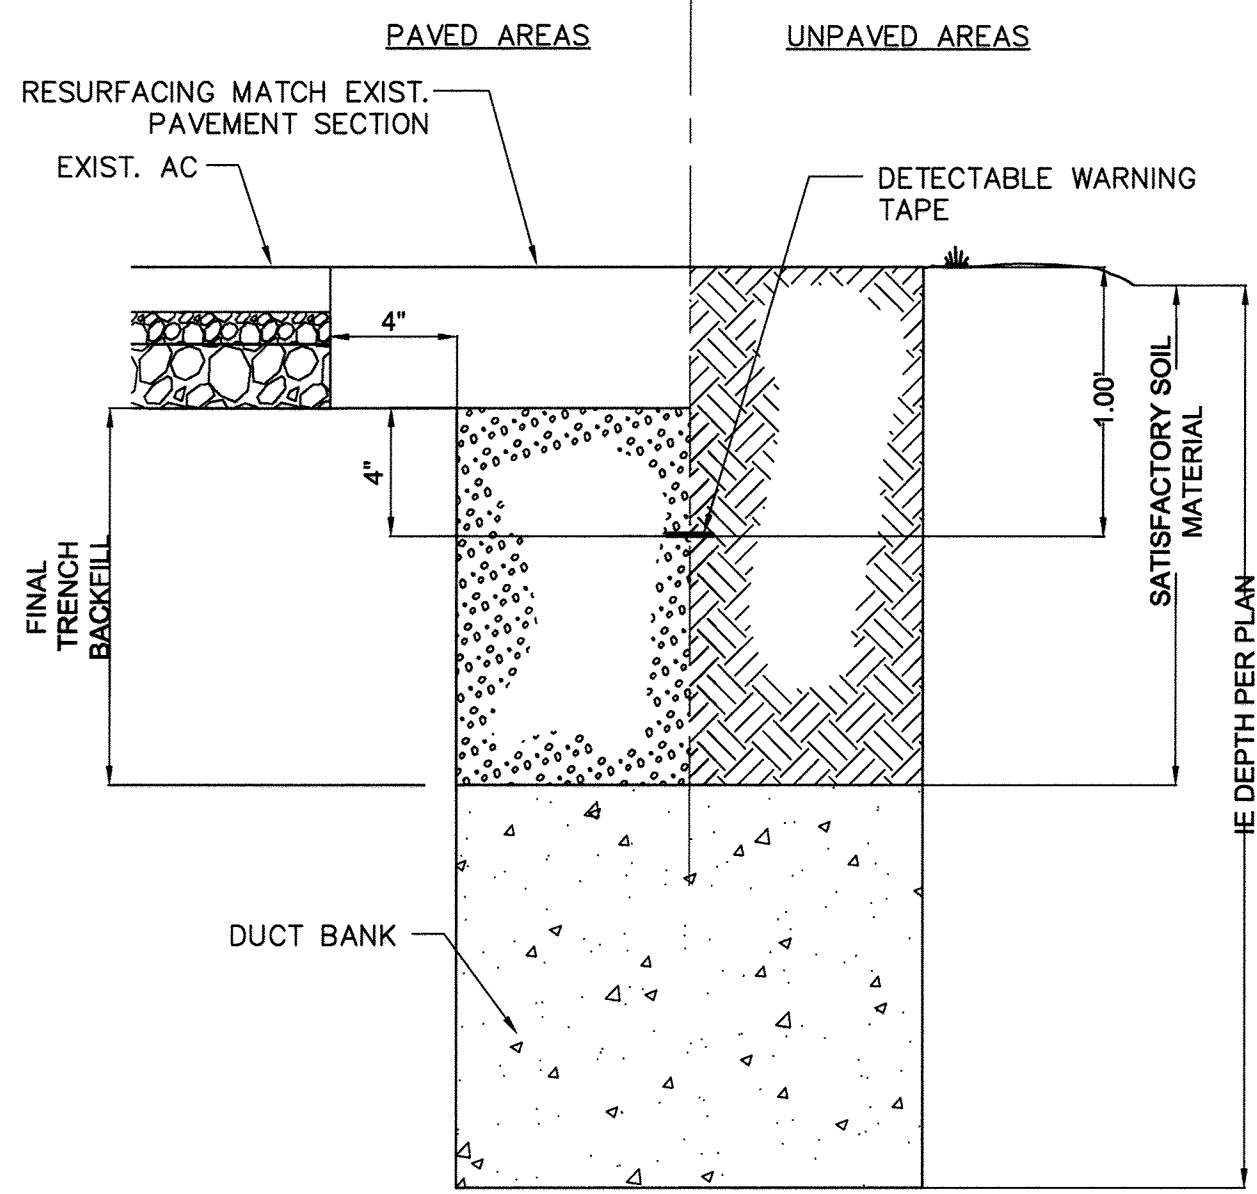 PAVED AREAS
UNPAVED AREAS
RESURFACING MATCH EXIST.
PAVEMENT SECTION
EXIST. AC
DETECTABLE WARNING
TAPE
4"
4"
1.00'
SATISFACTORY SOIL
MATERIAL
FINAL
TRENCH
BACKFILL
IE DEPTH PER PLAN
DUCT BANK